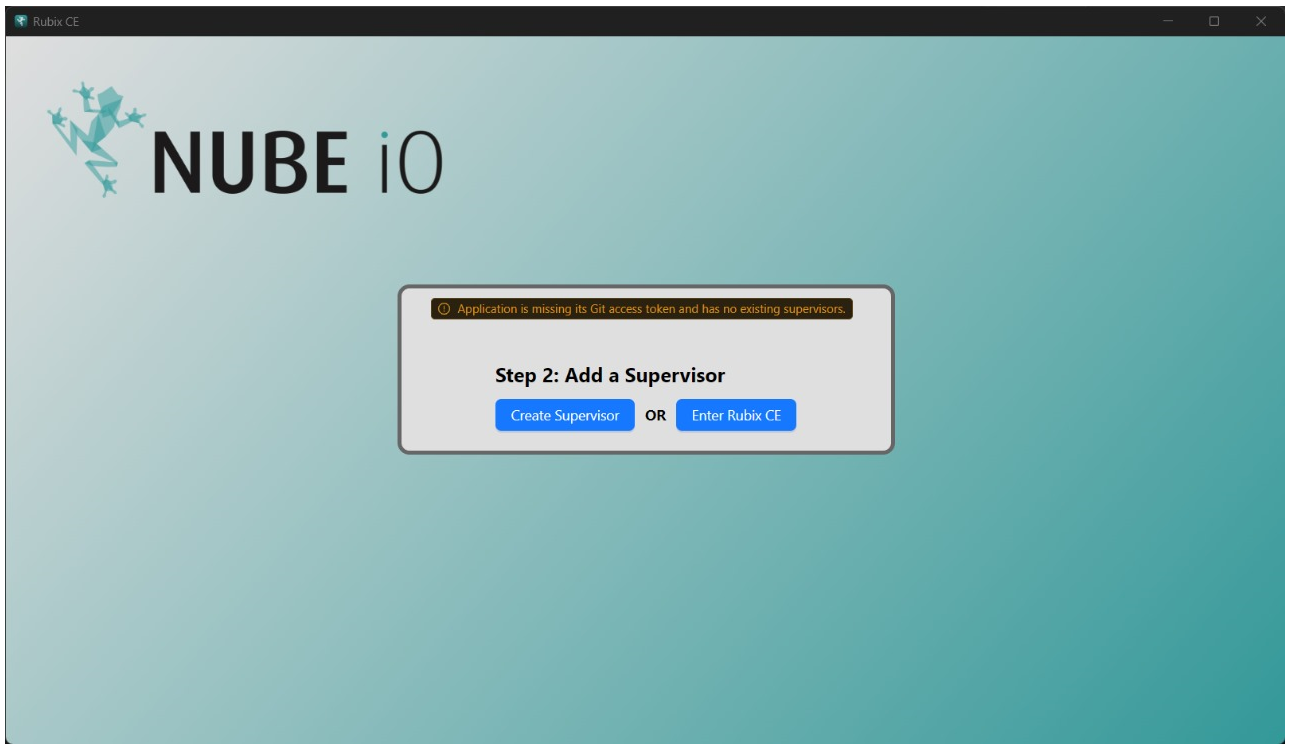 Rubix CE
NUBE iO
Application is missing its Git access token and has no existing supervisors.
Step 2: Add a Supervisor
Create Supervisor OR Enter Rubix CE